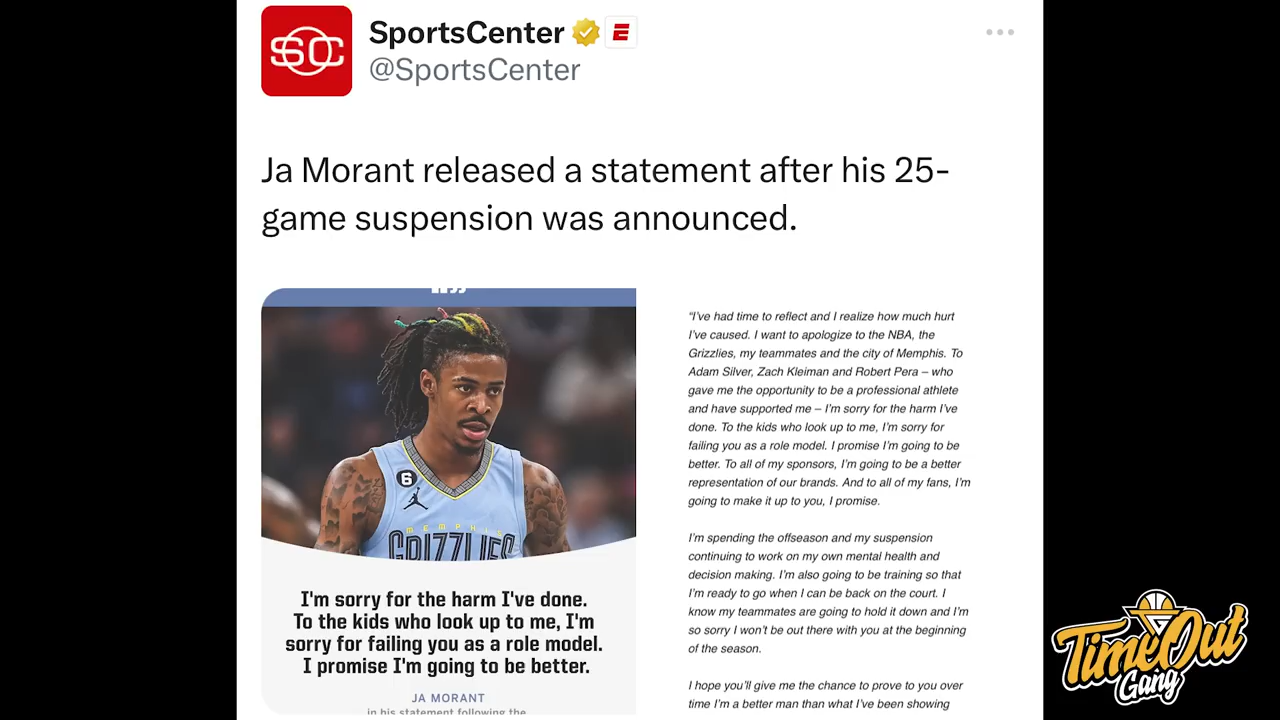 SC
SportsCenter
@SportsCenter
Ja Morant released a statement after his 25-
game suspension was announced.
6
MEMPHIS
GRIZZLIES
I'm sorry for the harm I've done.
To the kids who look up to me, I'm
sorry for failing you as a role model.
I promise I'm going to be better.
JA MORANT
in his statement following the
“I’ve had time to reflect and I realize how much hurt
I’ve caused. I want to apologize to the NBA, the
Grizzlies, my teammates and the city of Memphis. To
Adam Silver, Zach Kleiman and Robert Pera – who
gave me the opportunity to be a professional athlete
and have supported me – I’m sorry for the harm I’ve
done. To the kids who look up to me, I’m sorry for
failing you as a role model. I promise I’m going to be
better. To all of my sponsors, I’m going to be a better
representation of our brands. And to all of my fans, I’m
going to make it up to you, I promise.
I’m spending the offseason and my suspension
continuing to work on my own mental health and
decision making. I’m also going to be training so that
I’m ready to go when I can be back on the court. I
know my teammates are going to hold it down and I’m
so sorry I won’t be out there with you at the beginning
of the season.
I hope you’ll give me the chance to prove to you over
time I’m a better man than what I’ve been showing
TimeOut
Gang